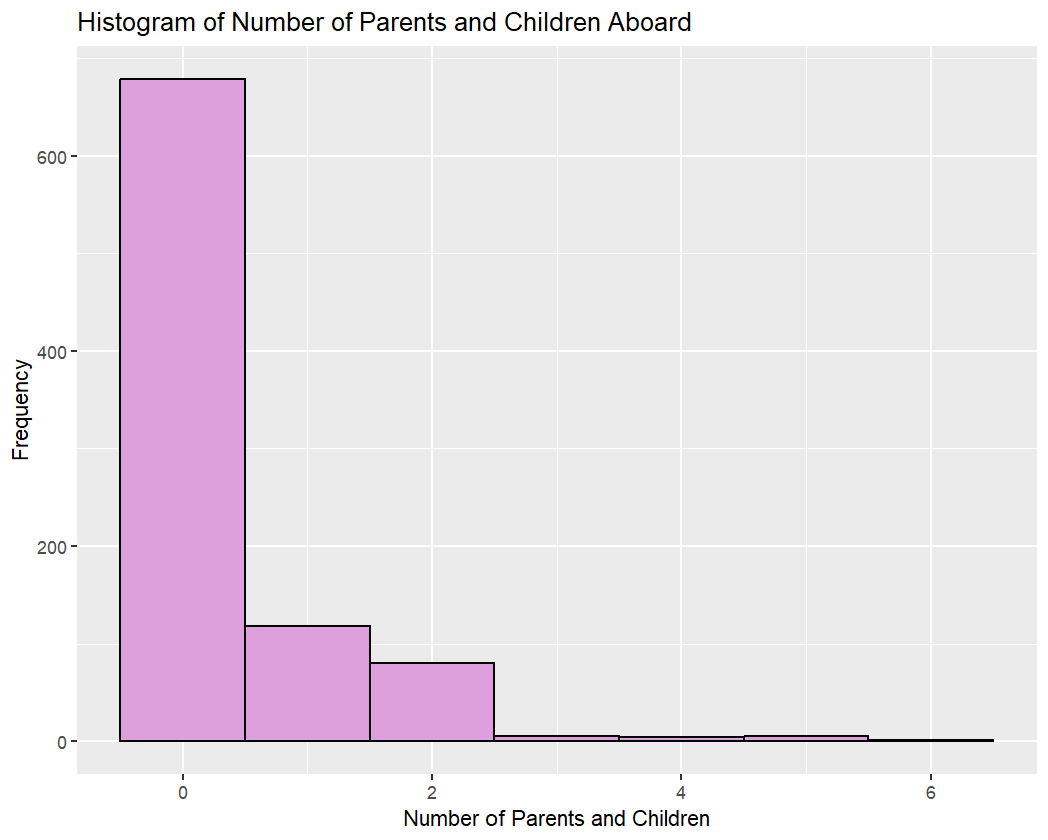 Histogram of Number of Parents and Children Aboard
Frequency
600
400
200
0
0 2 4 6
Number of Parents and Children